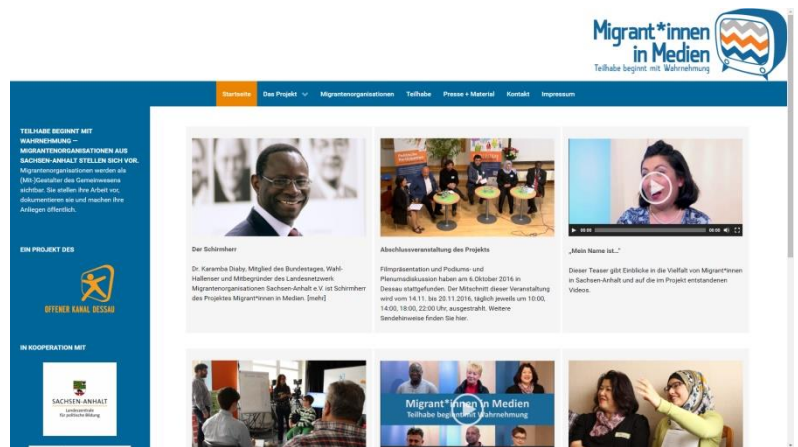 Migrant*innen
in Medien
Teilhabe beginnt mit Wahrnehmung
Startseite Das Projekt Migrantenorganisationen Teilhabe Presse + Material Kontakt Impressum
TEILHABE BEGINNT MIT
WAHRNEHMUNG —
MIGRANTENORGANISATIONEN AUS
SACHSEN-ANHALT STELLEN SICH VOR.
Migrantenorganisationen werden als
(Mit-)Gestalter des Gemeinwesens
sichtbar. Sie stellen ihre Arbeit vor,
dokumentieren sie und machen ihre
Anliegen öffentlich.
EIN PROJEKT DES
OFFENER KANAL DESSAU
IN KOOPERATION MIT
SACHSEN-ANHALT
Landeszentrale
für politische Bildung
Der Schirmherr
Dr. Karamba Diaby, Mitglied des Bundestages, Wahl-
Hallenser und Mitbegründer des Landesnetzwerk
Migrantenorganisationen Sachsen-Anhalt e.V. ist Schirmherr
des Projektes Migrant*innen in Medien. [mehr]
Abschlussveranstaltung des Projekts
Filmpräsentation und Podiums- und
Plenumsdiskussion haben am 6.Oktober 2016 in
Dessau stattgefunden. Der Mitschnitt dieser Veranstaltung
wird vom 14.11. bis 20.11.2016, täglich jeweils um 10:00,
14:00, 18:00, 22:00 Uhr, ausgestrahlt. Weitere
Sendehinweise finden Sie hier.
00:00 00:00
„Mein Name ist..."
Dieser Teaser gibt Einblicke in die Vielfalt von Migrant*innen
in Sachsen-Anhalt und auf die im Projekt entstandenen
Videos.
Migrant*innen in Medien
Teilhabe beginnt mit Wahrnehmung